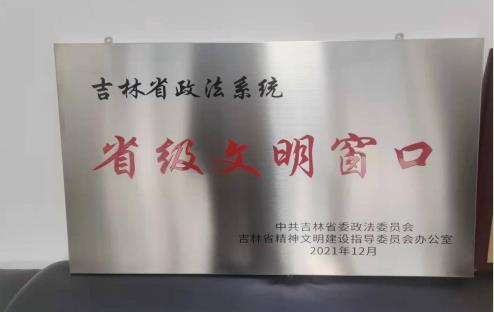 吉林省政法系统
省级文明窗口
中共吉林省委政法委员会
吉林省精神文明建设指导委员会办公室
2021年12月